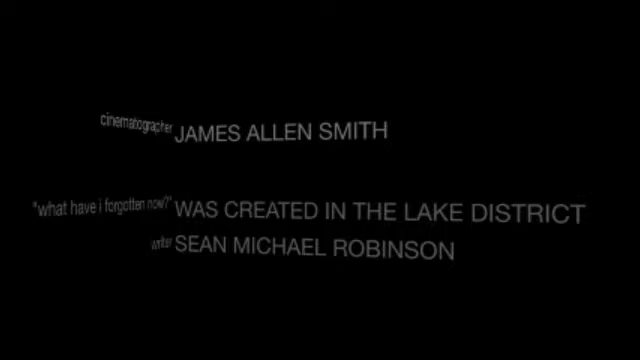 cinematographer JAMES ALLEN SMITH
"what have i forgotten now?" WAS CREATED IN THE LAKE DISTRICT
writer SEAN MICHAEL ROBINSON